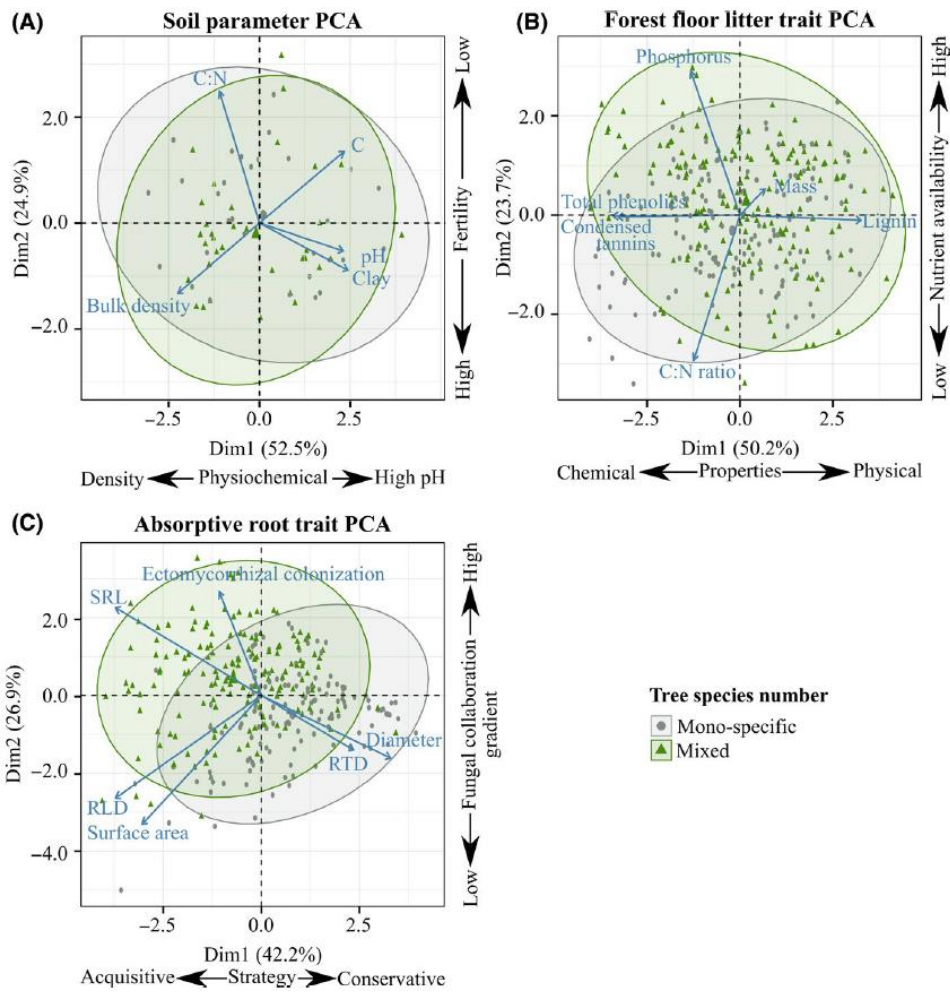 (A)
Soil parameter PCA
C:N
C
pH
Clay
Bulk density
2.0
0.0
−2.0
Dim2 (24.9%)
−2.5
0.0
2.5
Dim1 (52.5%)
Density Physiochemical High pH
Low
Fertility
High
(B)
Forest floor litter trait PCA
Phosphorus
Mass
Total phenolics
Condensed
tannins
Lignin
C:N ratio
2.0
0.0
−2.0
Dim2 (23.7%)
−2.5
0.0
2.5
Dim1 (50.2%)
Chemical Properties Physical
High
Nutrient availability
Low
(C)
Absorptive root trait PCA
Ectomycorrhizal colonization
SRL
Diameter
RTD
RLD
Surface area
2.0
0.0
−2.0
−4.0
Dim2 (26.9%)
−2.5
0.0
2.5
Dim1 (42.2%)
Acquisitive Strategy Conservative
High
Fungal collaboration
gradient
Low
Tree species number
Mono-specific
Mixed